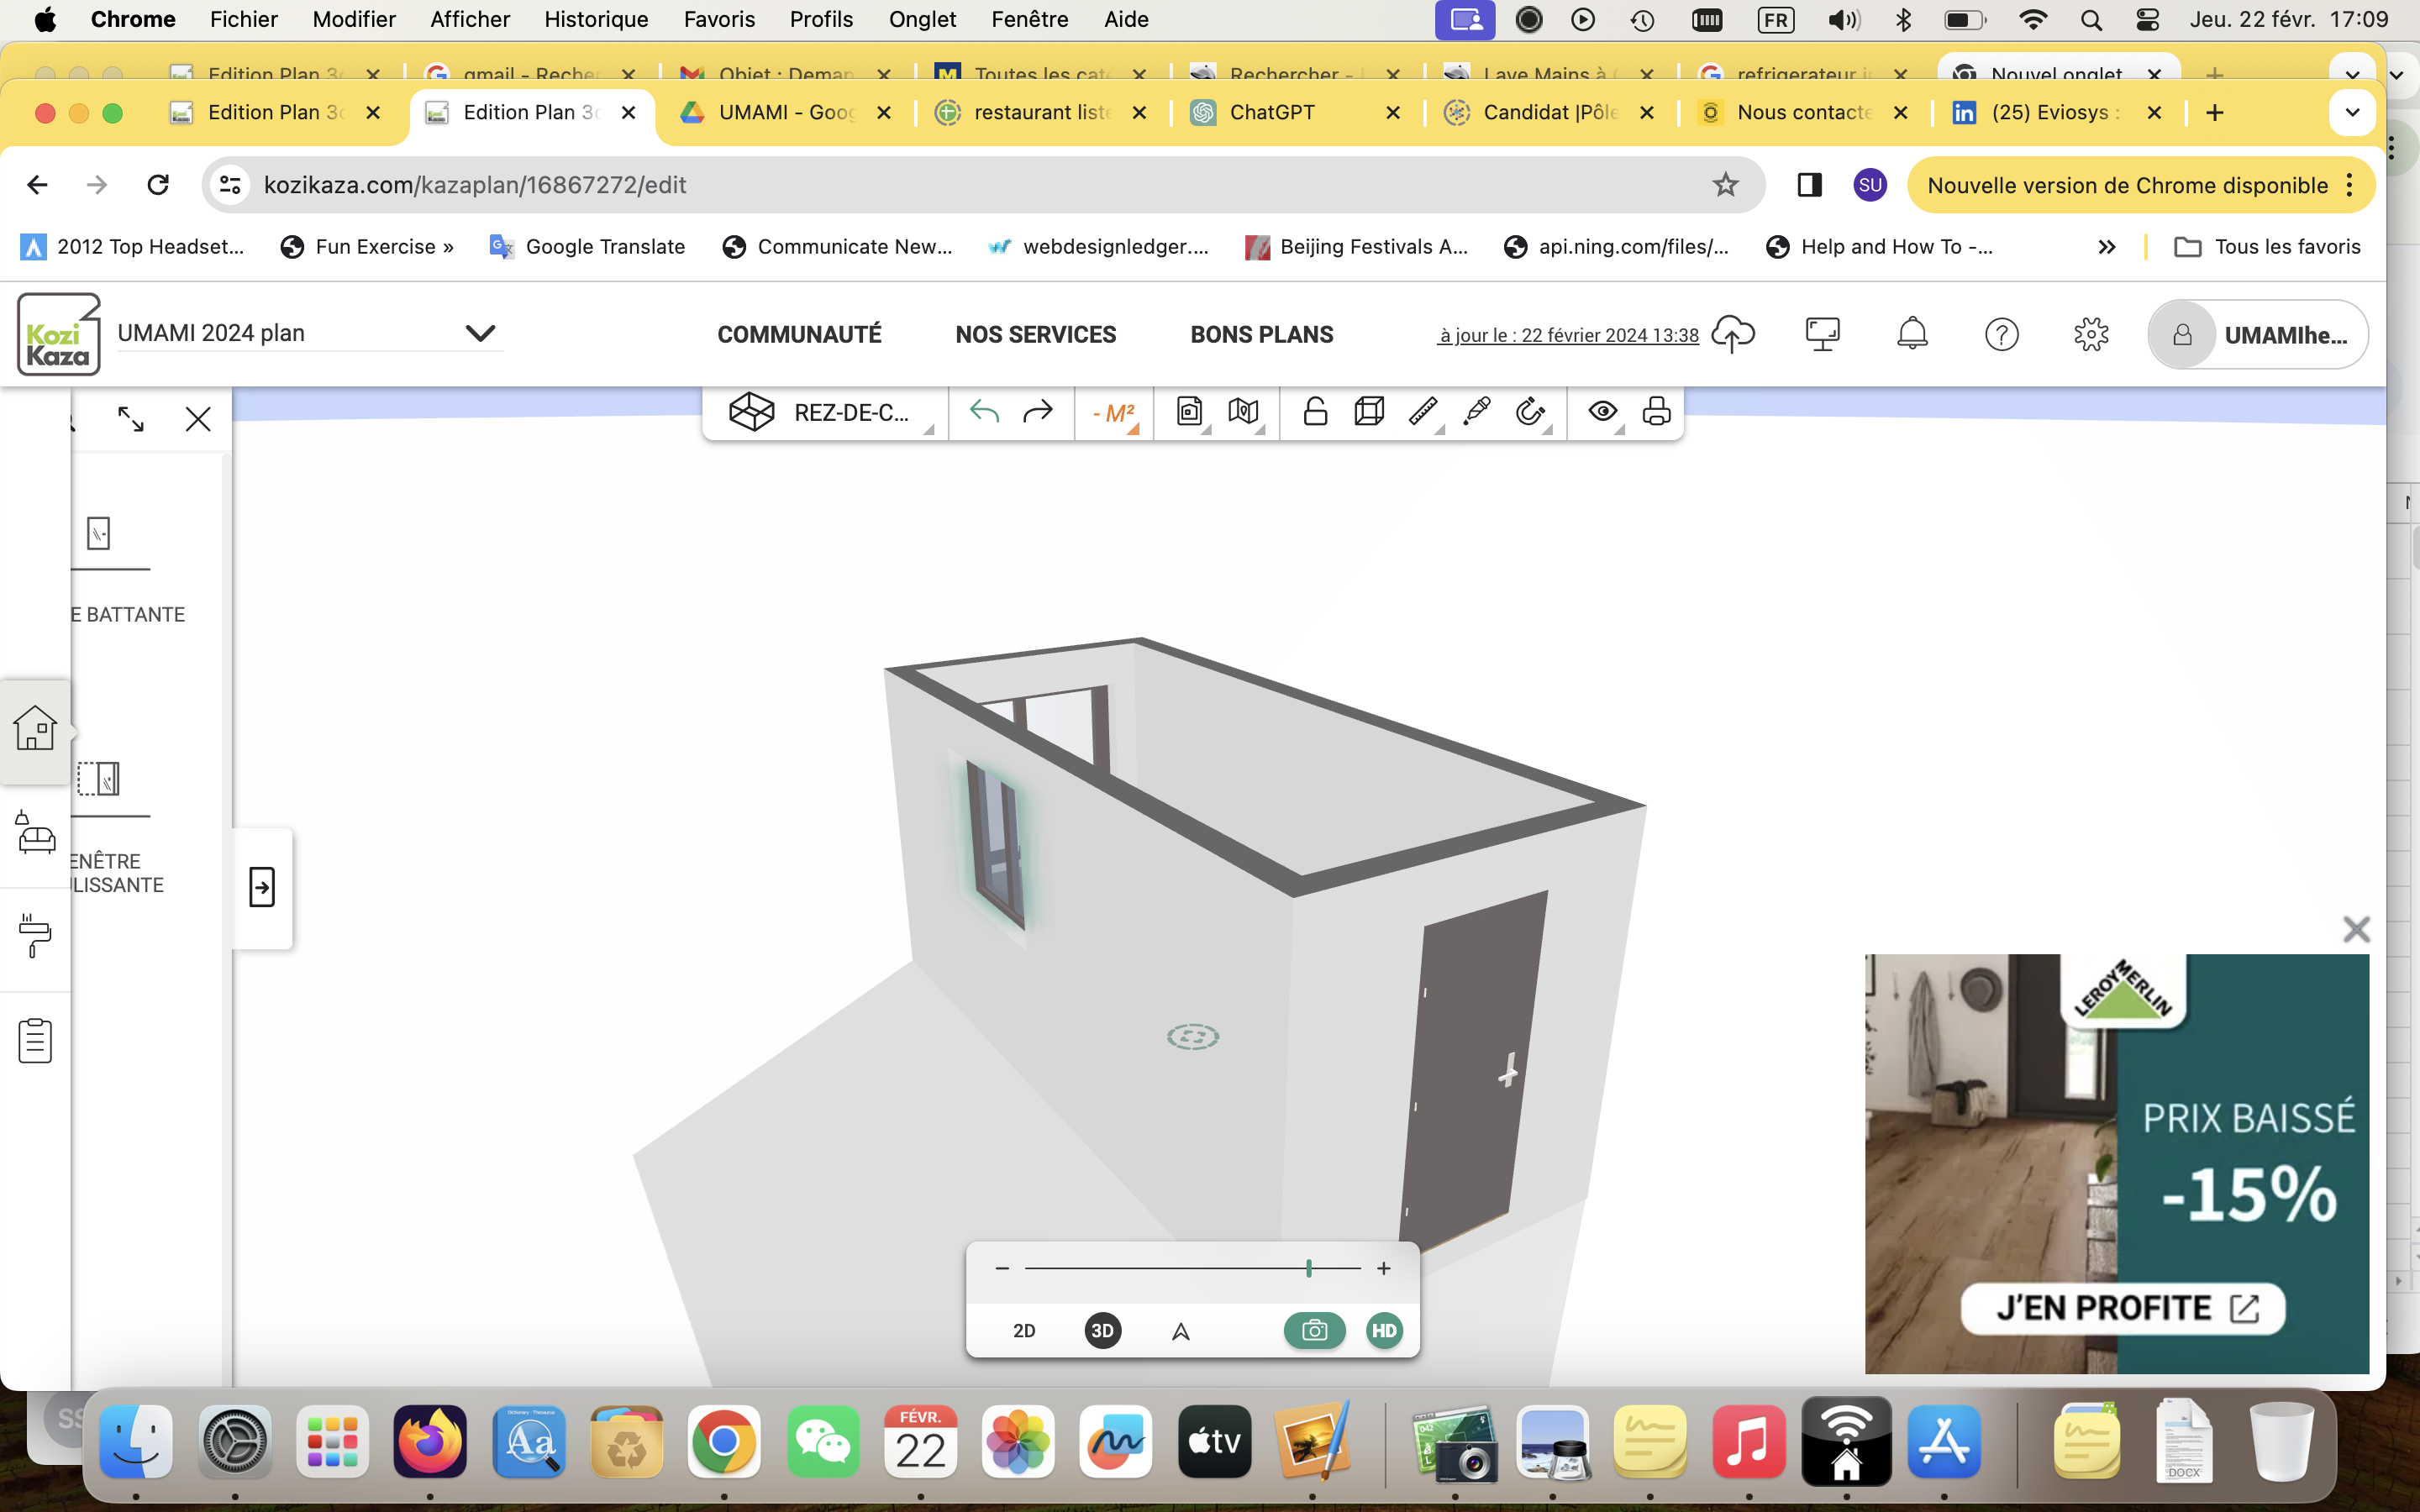 Chrome Fichier Modifier Afficher Historique Favoris Profils Onglet Fenêtre Aide FR Jeu. 22 févr. 17:09
Edition Plan 3d gmail - Recher Objet : Deman Toutes les cat Rechercher - Lave Mains à refrigerateur i Nouvel onglet
Edition Plan 3d Edition Plan 3d UMAMI - Goog restaurant liste ChatGPT Candidat |Pôle Nous contacte (25) Eviosys :
kozikaza.com/kazaplan/16867272/edit SU Nouvelle version de Chrome disponible
2012 Top Headset... Fun Exercise » Google Translate Communicate New... webdesignledger.... Beijing Festivals A... api.ning.com/files/... Help and How To -... » Tous les favoris
Kozi
Kaza
UMAMI 2024 plan COMMUNAUTÉ NOS SERVICES BONS PLANS à jour le : 22 février 2024 13:38 UMAMIhe...
REZ-DE-C... - M²
E BATTANTE
ENÊTRE
LISSANTE
LEROY MERLIN
PRIX BAISSÉ
-15%
J'EN PROFITE
2D 3D HD
SS
Aa
FÉVR.
22
tv
DOCX